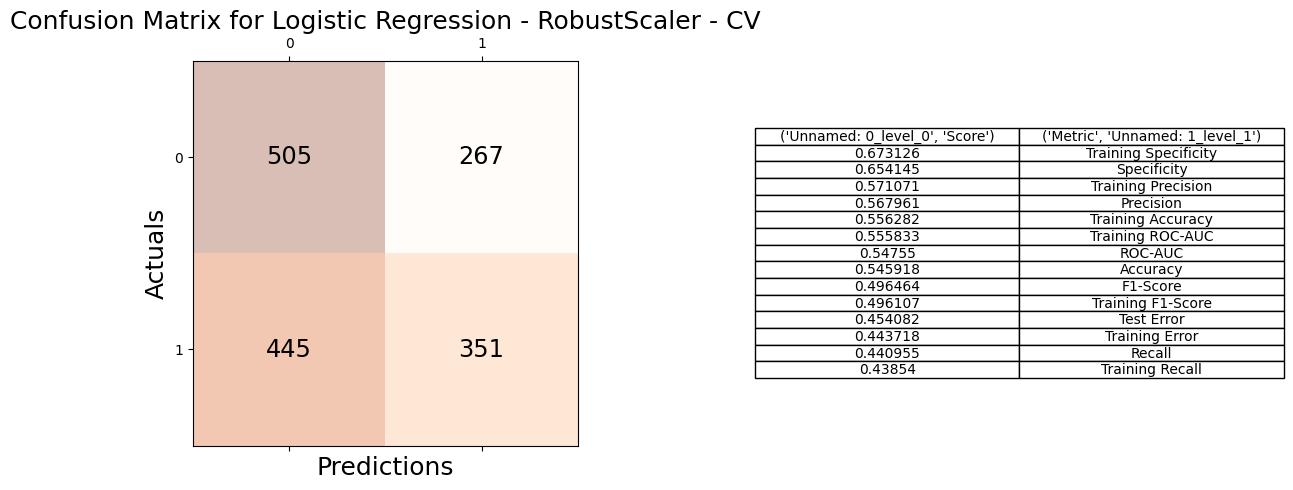 Confusion Matrix for Logistic Regression - RobustScaler - CV
0 1
0 505 267
1 445 351
Actuals
Predictions
('Unnamed: 0_level_0', 'Score') ('Metric', 'Unnamed: 1_level_1')
0.673126 Training Specificity
0.654145 Specificity
0.571071 Training Precision
0.567961 Precision
0.556282 Training Accuracy
0.555833 Training ROC-AUC
0.54755 ROC-AUC
0.545918 Accuracy
0.496464 F1-Score
0.496107 Training F1-Score
0.454082 Test Error
0.443718 Training Error
0.440955 Recall
0.43854 Training Recall